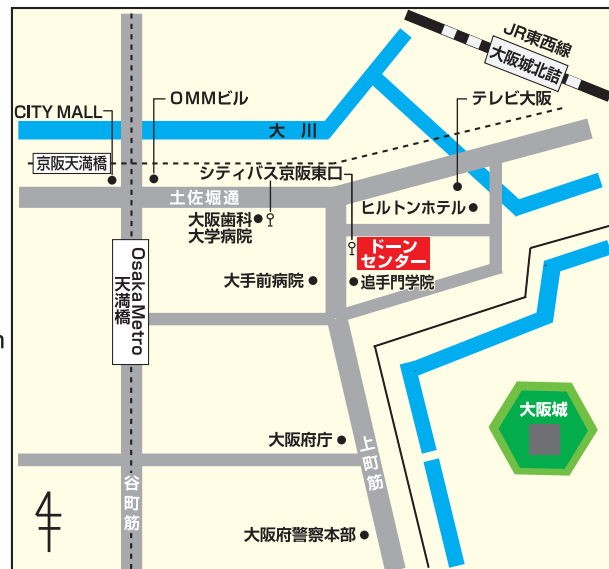 JR東西線
大阪城北詰
CITY MALL
OMMビル
テレビ大阪
大川
京阪天満橋
シティバス京阪東口
土佐堀通
大阪歯科
大学病院
ヒルトンホテル
ドーン
センター
Osaka Metro
天満橋
大手前病院
追手門学院
n
大阪城
大阪府庁
上町筋
谷町筋
大阪府警察本部